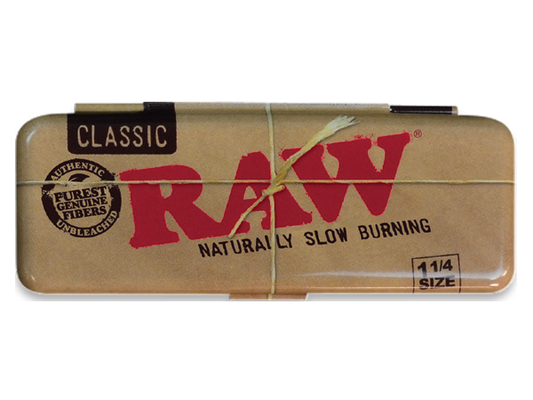 CLASSIC
AUTHENTIC
PUREST
GENUINE
FIBERS
UNBLEACHED
RAW®
NATURALLY SLOW BURNING
1 1/4
SIZE